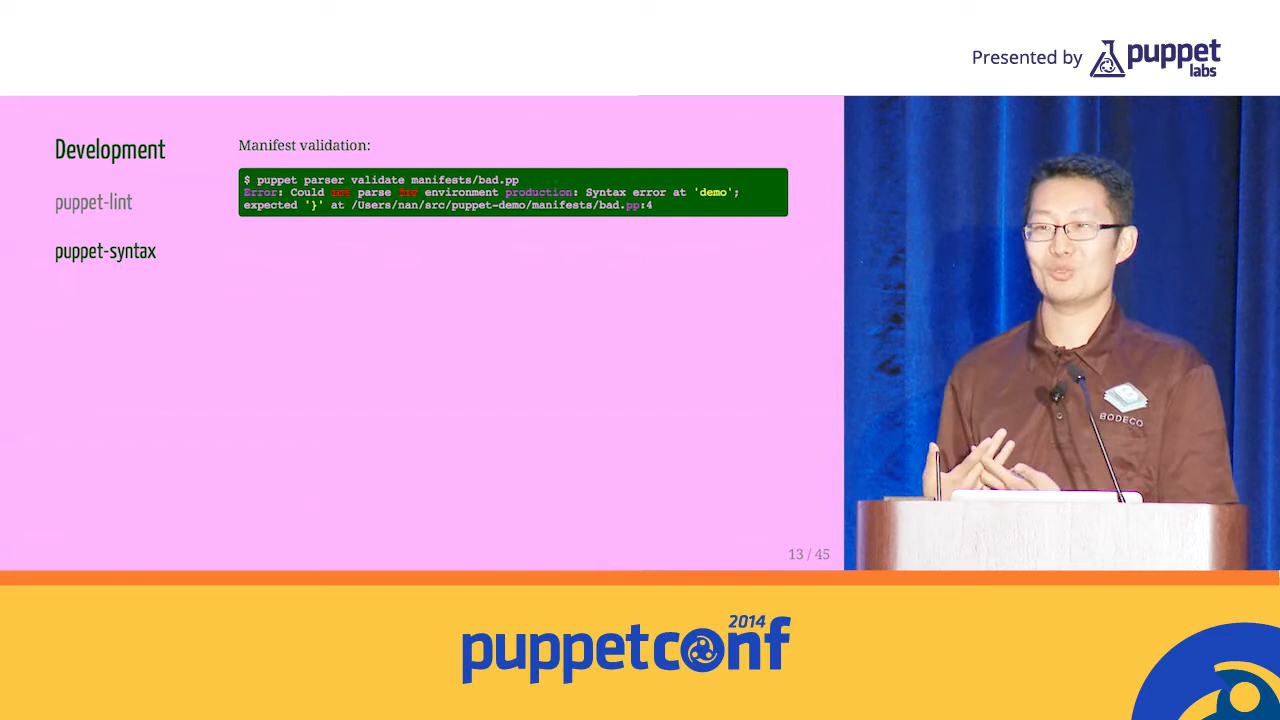 Presented by puppet labs
Development
puppet-lint
puppet-syntax
Manifest validation:
$ puppet parser validate manifests/bad.pp
Error: Could not parse for environment production: Syntax error at 'demo';
expected '}' at /Users/nan/src/puppet-demo/manifests/bad.pp:4
BODECO
13 / 45
2014
puppetconf